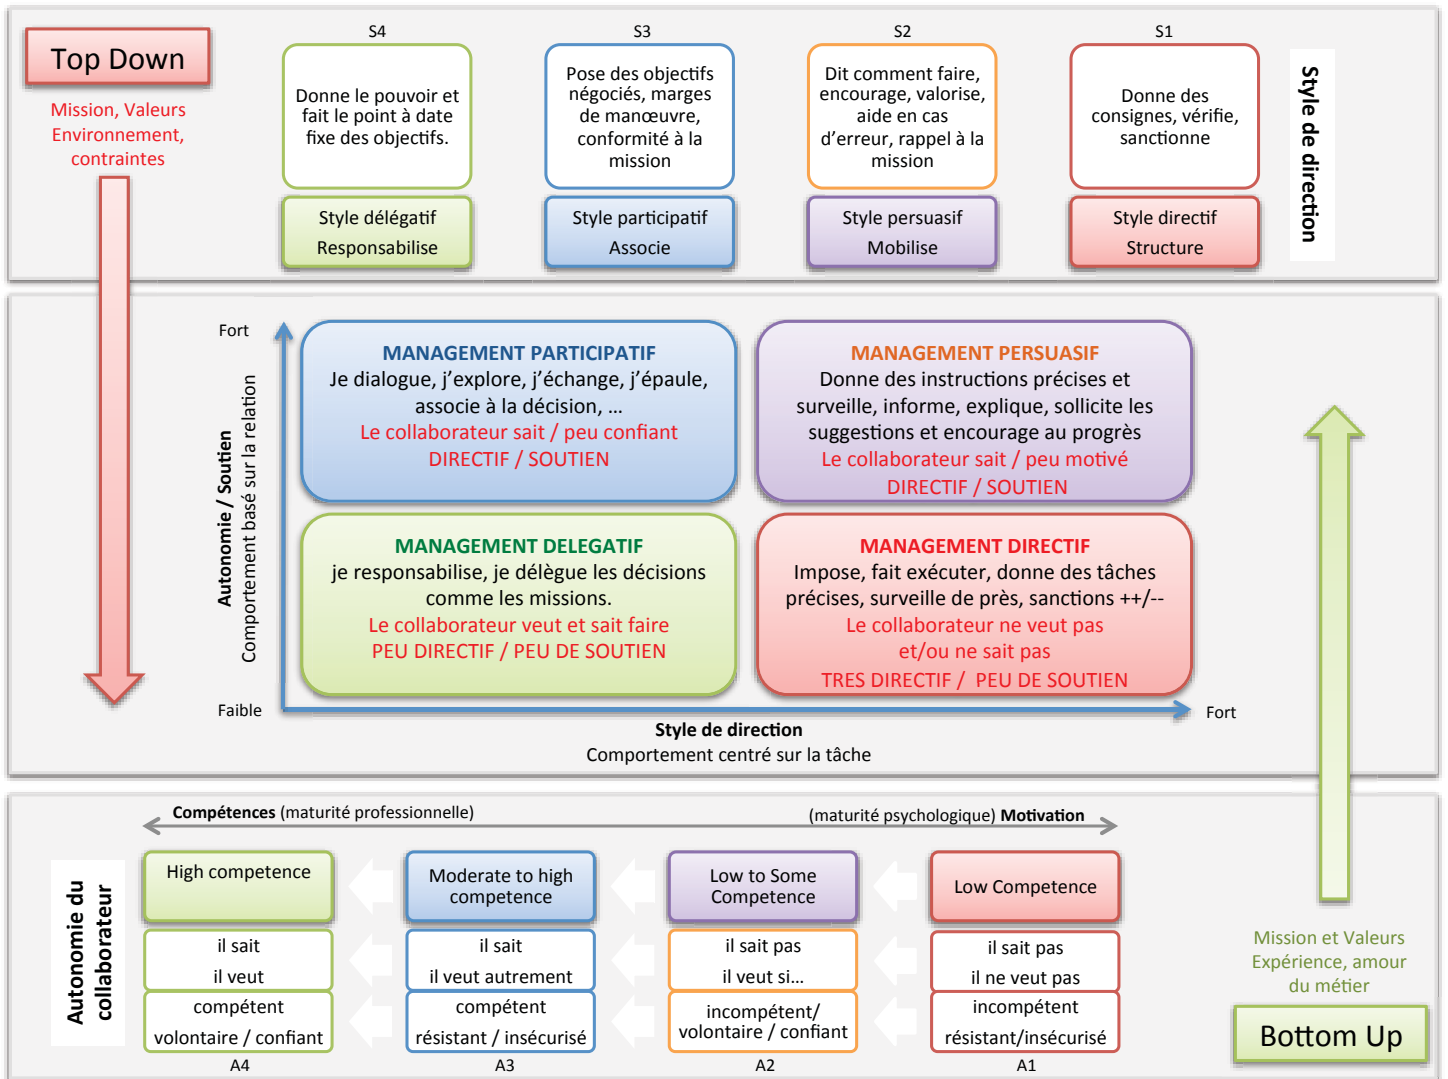 Top Down
Mission, Valeurs
Environnement,
contraintes
S4
Donne le pouvoir et
fait le point à date
fixe des objectifs.
Style délégatif
Responsabilise
S3
Pose des objectifs
négociés, marges
de manœuvre,
conformité à la
mission
Style participatif
Associe
S2
Dit comment faire,
encourage, valorise,
aide en cas
d'erreur, rappel à la
mission
Style persuasif
Mobilise
S1
Donne des
consignes, vérifie,
sanctionne
Style directif
Structure
Style de direction
Fort
Autonomie / Soutien
Comportement basé sur la relation
Faible
MANAGEMENT PARTICIPATIF
Je dialogue, j'explore, j'échange, j'épaule,
associe à la décision, ...
Le collaborateur sait / peu confiant
DIRECTIF / SOUTIEN
MANAGEMENT PERSUASIF
Donne des instructions précises et
surveille, informe, explique, sollicite les
suggestions et encourage au progrès
Le collaborateur sait / peu motivé
DIRECTIF / SOUTIEN
MANAGEMENT DELEGATIF
je responsabilise, je délègue les décisions
comme les missions.
Le collaborateur veut et sait faire
PEU DIRECTIF / PEU DE SOUTIEN
MANAGEMENT DIRECTIF
Impose, fait exécuter, donne des tâches
précises, surveille de près, sanctions ++/--
Le collaborateur ne veut pas
et/ou ne sait pas
TRES DIRECTIF / PEU DE SOUTIEN
Fort
Style de direction
Comportement centré sur la tâche
Compétences (maturité professionnelle)
(maturité psychologique) Motivation
Autonomie du
collaborateur
High competence
il sait
il veut
compétent
volontaire / confiant
A4
Moderate to high
competence
il sait
il veut autrement
compétent
résistant / insécurisé
A3
Low to Some
Competence
il sait pas
il veut si...
incompétent/
volontaire / confiant
A2
Low Competence
il sait pas
il ne veut pas
incompétent
résistant/insécurisé
A1
Mission et Valeurs
Expérience, amour
du métier
Bottom Up